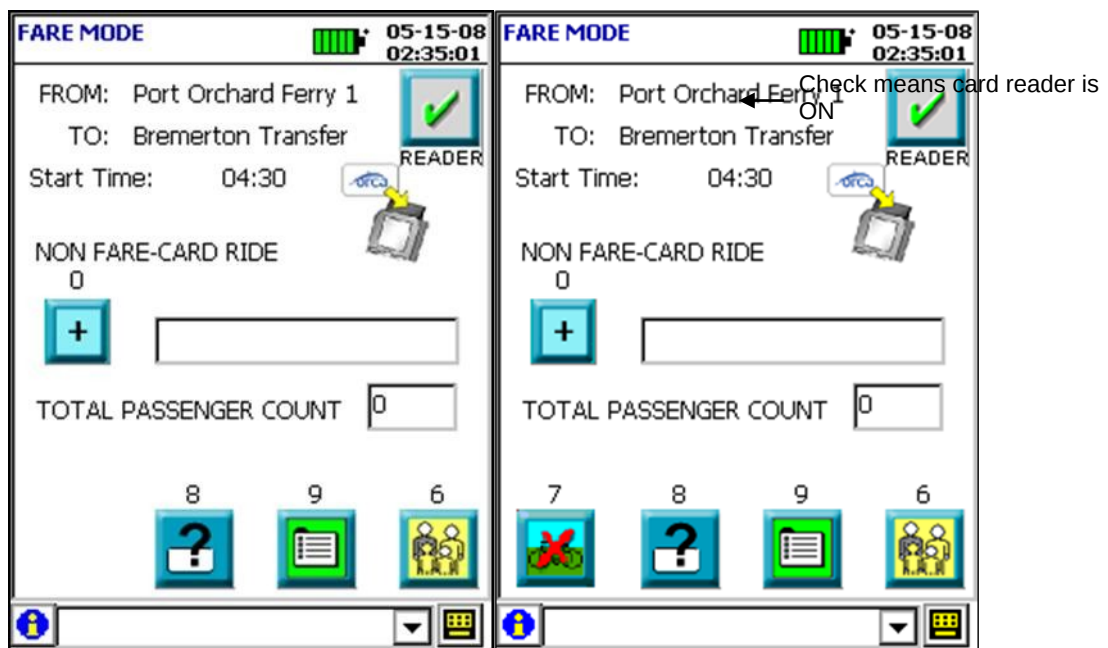 FARE MODE
05-15-08
02:35:01
FROM: Port Orchard Ferry 1
TO: Bremerton Transfer
READER
Start Time: 04:30
orca
NON FARE-CARD RIDE
0
+
TOTAL PASSENGER COUNT 0
8 9 6
?
i
FARE MODE
05-15-08
02:35:01
FROM: Port Orchard Ferry 1
TO: Bremerton Transfer
READER
Start Time: 04:30
orca
NON FARE-CARD RIDE
0
+
TOTAL PASSENGER COUNT 0
7 8 9 6
?
i
Check means card reader is
ON